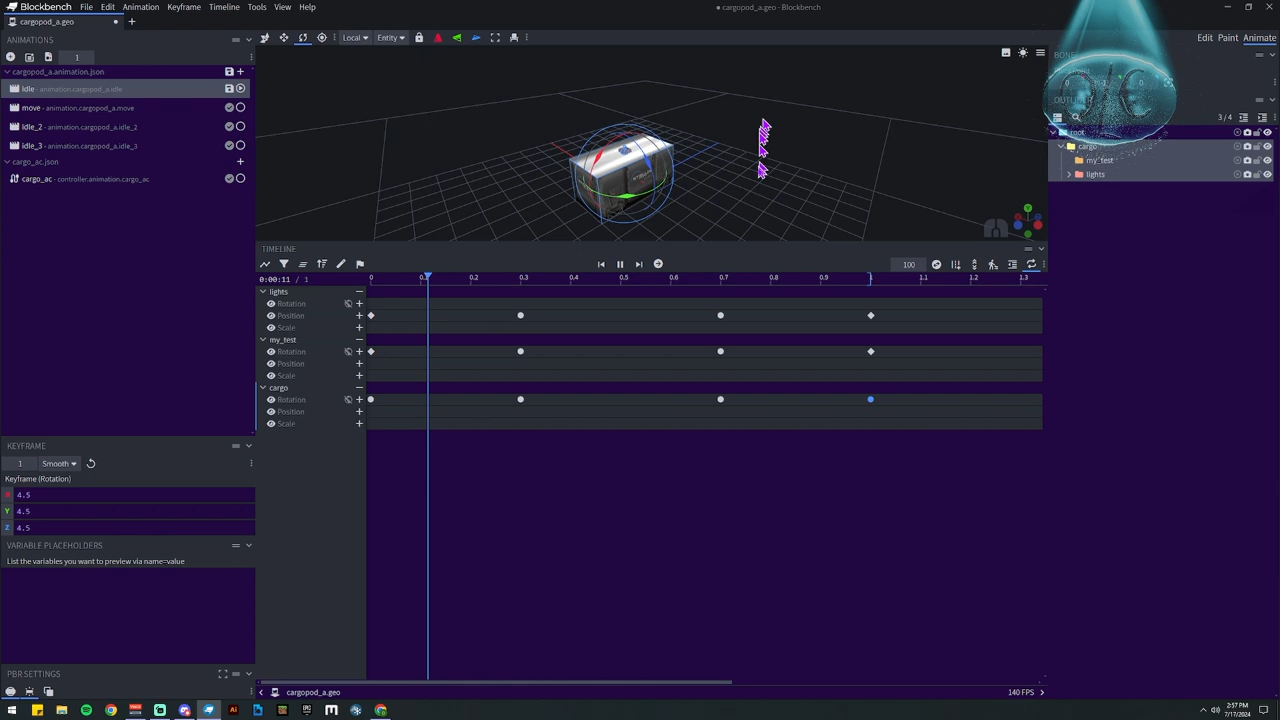 Blockbench File Edit Animation Keyframe Timeline Tools View Help
cargopod_a.geo - Blockbench
cargopod_a.geo
ANIMATIONS
Local Entity
Edit Paint Animate
1
BONE
cargopod_a.animation.json
0 0
idle - animation.cargopod_a.idle
OUTLINER
move - animation.cargopod_a.move
3/4
idle_2 - animation.cargopod_a.idle_2
root
idle_3 - animation.cargopod_a.idle_3
cargo
cargo_ac.json
my_test
cargo_ac - controller.animation.cargo_ac
lights
TIMELINE
100
0:00:11 / 1
0 0.2 0.3 0.4 0.6 0.7 0.8 0.9 1 1.1 1.2 1.3
lights
Rotation
Position
Scale
my_test
Rotation
Position
Scale
cargo
Rotation
Position
Scale
KEYFRAME
1 Smooth
Keyframe (Rotation)
X 4.5
Y 4.5
Z 4.5
VARIABLE PLACEHOLDERS
List the variables you want to preview via name=value
PBR SETTINGS
cargopod_a.geo
140 FPS
2:57 PM
7/17/2024